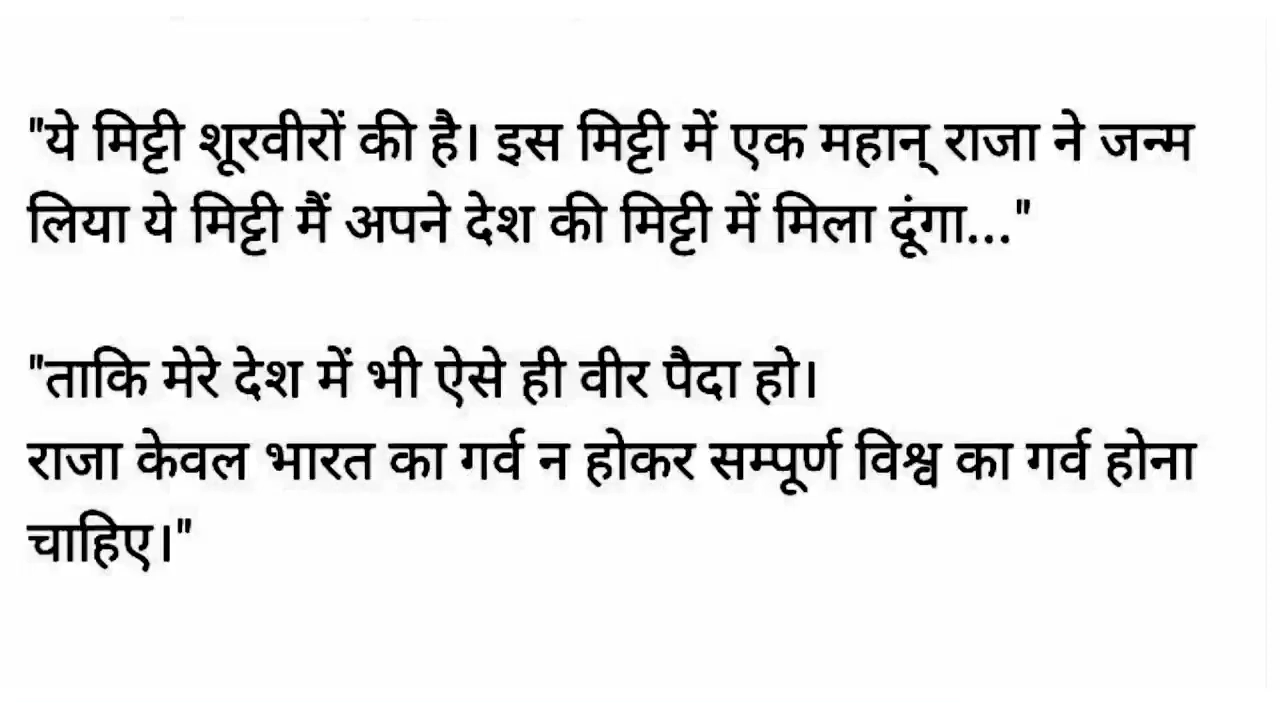 "ये मिट्टी शूरवीरों की है। इस मिट्टी में एक महान् राजा ने जन्म
लिया ये मिट्टी मैं अपने देश की मिट्टी में मिला दूंगा..."
"ताकि मेरे देश में भी ऐसे ही वीर पैदा हो।
राजा केवल भारत का गर्व न होकर सम्पूर्ण विश्व का गर्व होना
चाहिए।"